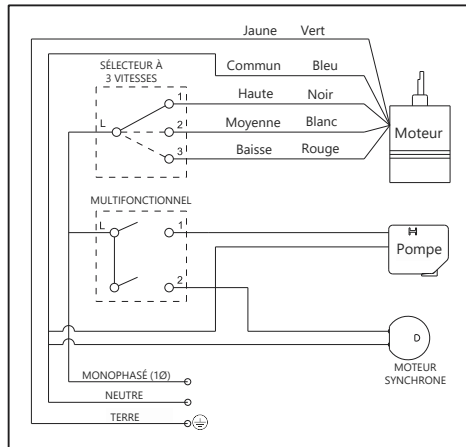 Jaune Vert
SÉLECTEUR À
3 VITESSES
Commun Bleu
L
1
Haute Noir
2
Moyenne Blanc
3
Baisse Rouge
Moteur
MULTIFONCTIONNEL
L
1
2
H
Pompe
D
MOTEUR
SYNCHRONE
MONOPHASÉ (1Ø)
NEUTRE
TERRE